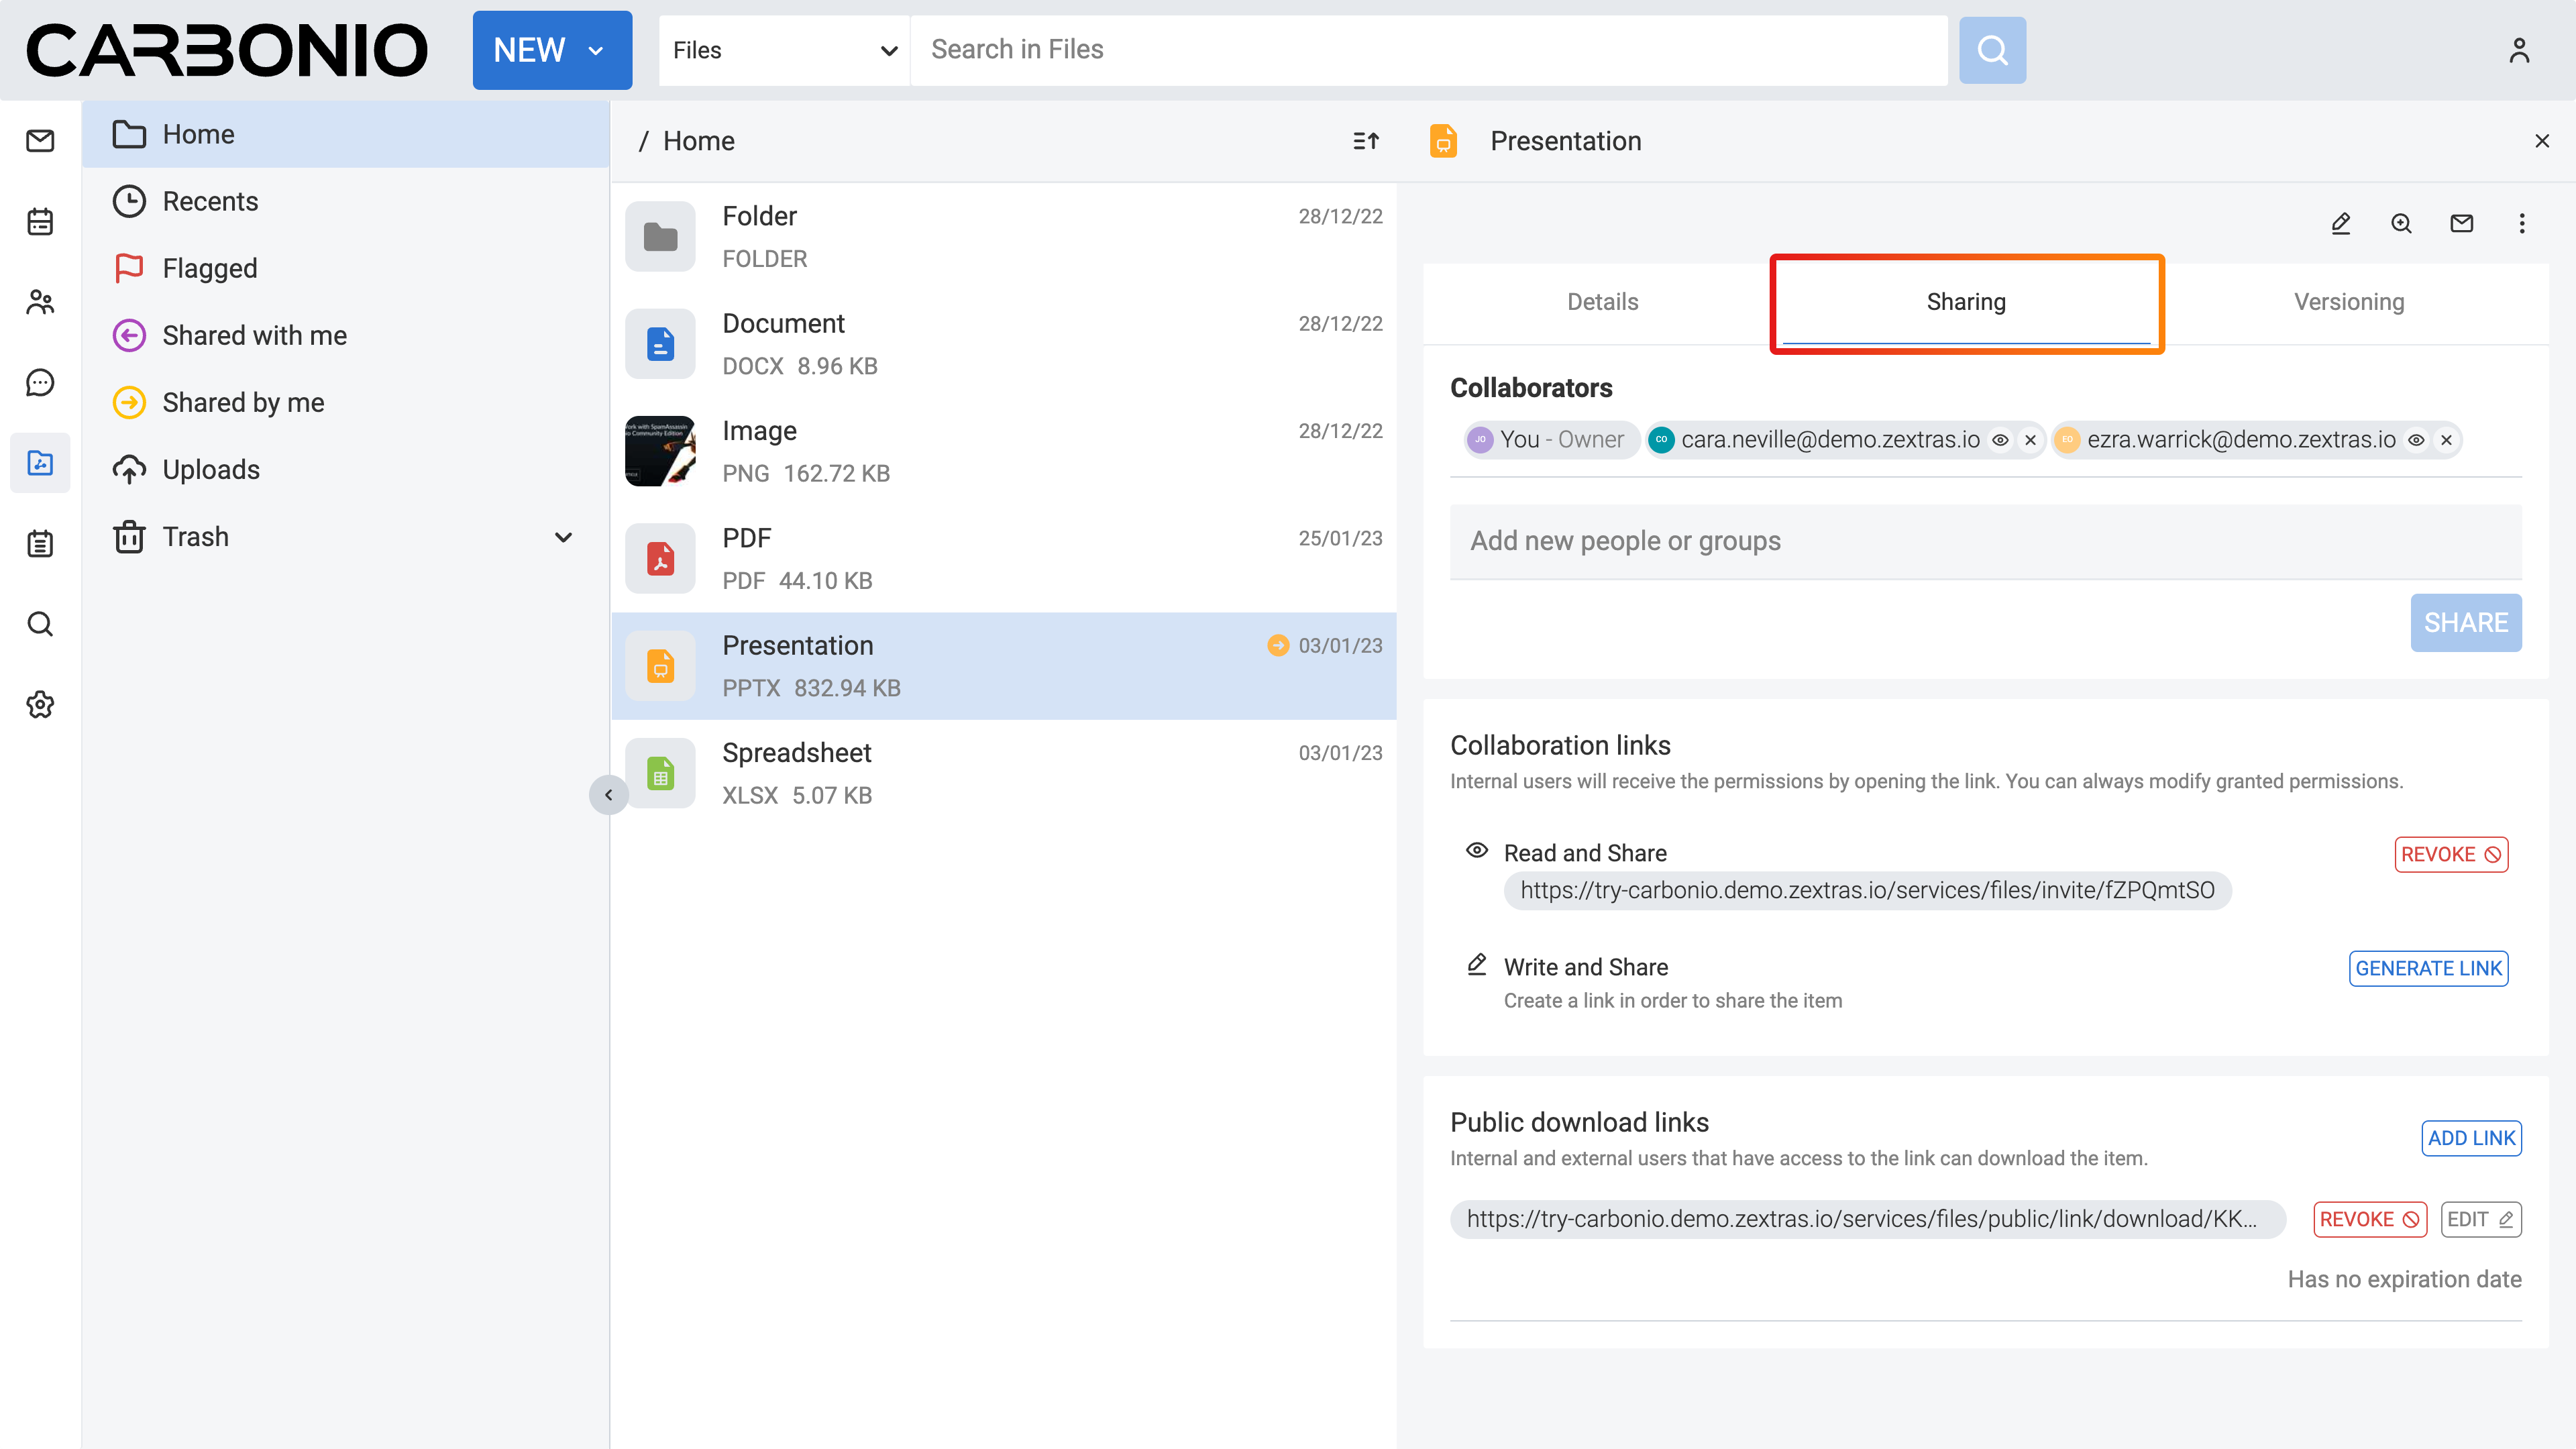 CARBONIO
NEW
Files
Search in Files
Home
Recents
Flagged
Shared with me
Shared by me
Uploads
Trash
/ Home
Folder
28/12/22
FOLDER
Document
28/12/22
DOCX 8.96 KB
Image
28/12/22
PNG 162.72 KB
PDF
25/01/23
PDF 44.10 KB
Presentation
03/01/23
PPTX 832.94 KB
Spreadsheet
03/01/23
XLSX 5.07 KB
Presentation
Details
Sharing
Versioning
Collaborators
JO You - Owner
CO cara.neville@demo.zextras.io
EO ezra.warrick@demo.zextras.io
Add new people or groups
SHARE
Collaboration links
Internal users will receive the permissions by opening the link. You can always modify granted permissions.
Read and Share
REVOKE
https://try-carbonio.demo.zextras.io/services/files/invite/fZPQmtSO
Write and Share
GENERATE LINK
Create a link in order to share the item
Public download links
ADD LINK
Internal and external users that have access to the link can download the item.
https://try-carbonio.demo.zextras.io/services/files/public/link/download/KK...
REVOKE
EDIT
Has no expiration date